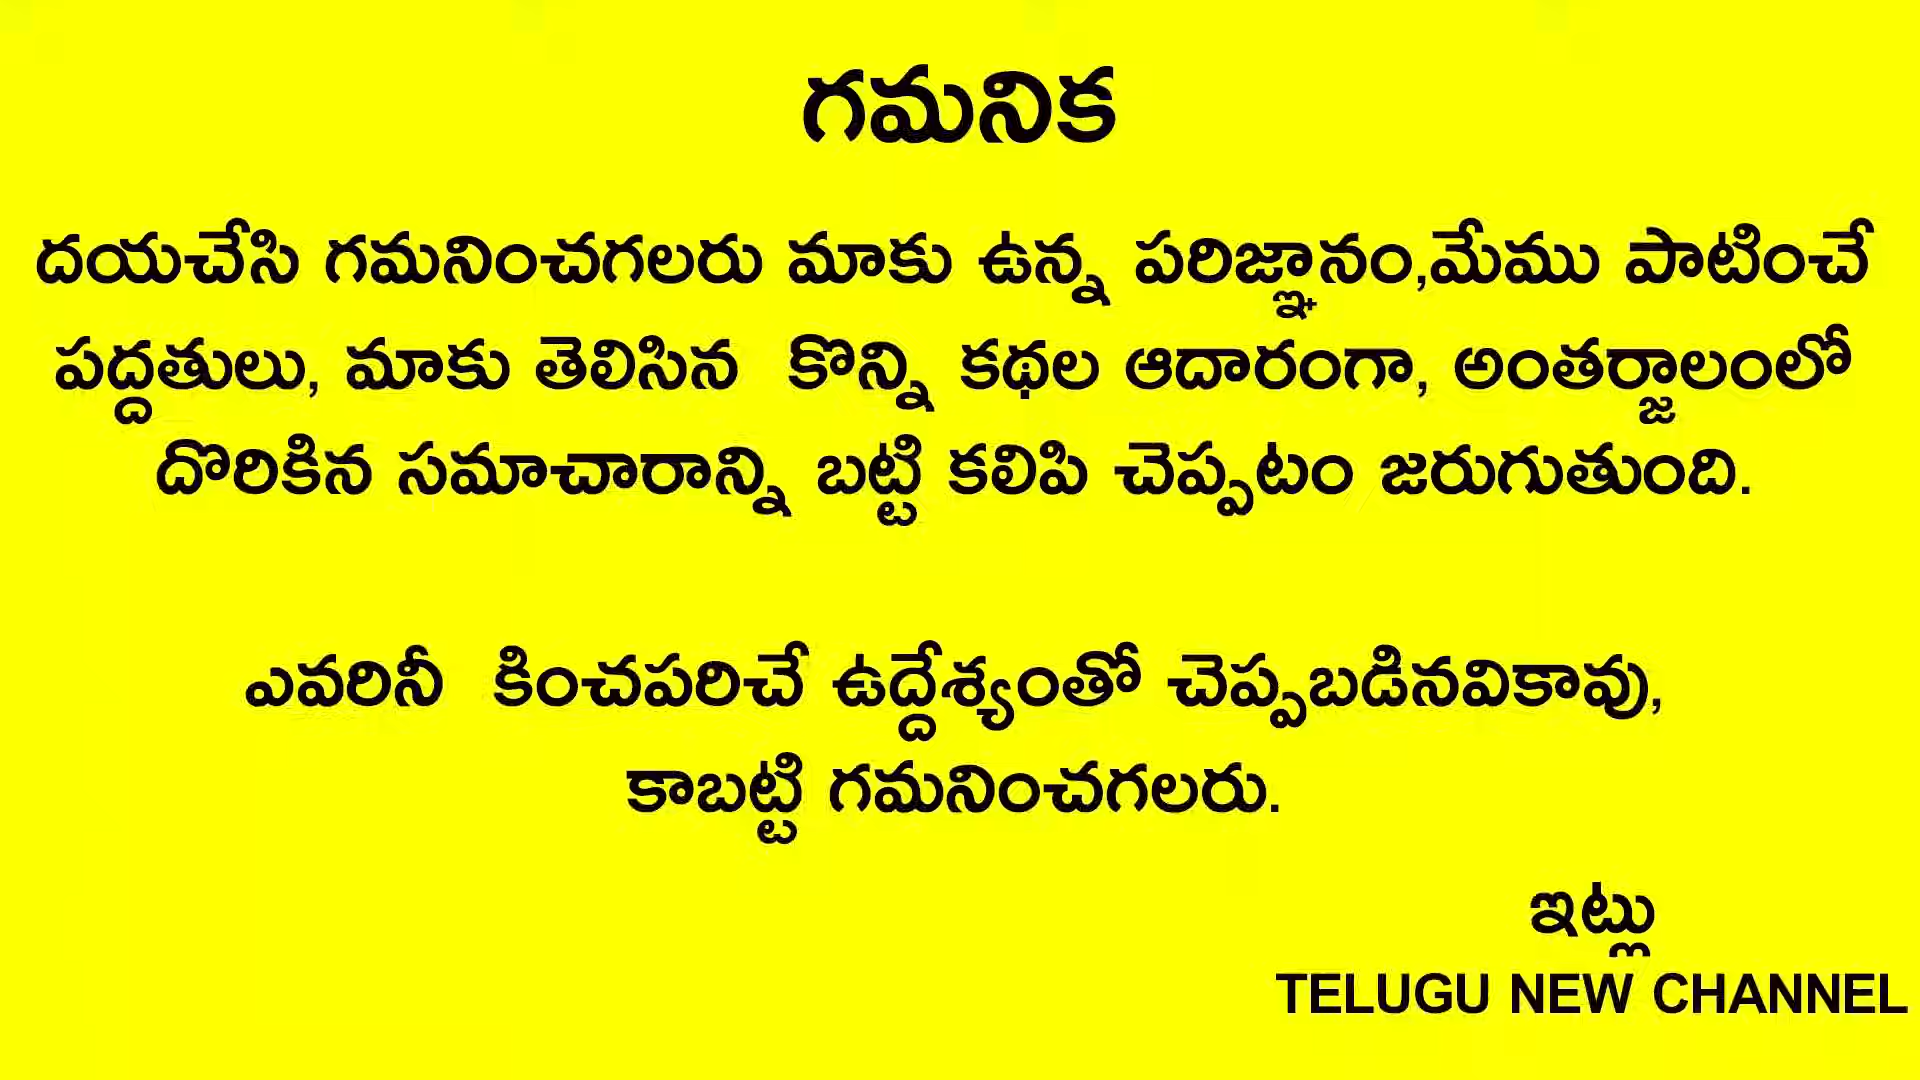 గమనిక
దయచేసి గమనించగలరు మాకు ఉన్న పరిజ్ఞానం,మేము పాటించే
పద్దతులు, మాకు తెలిసిన కొన్ని కథల ఆదారంగా, అంతర్జాలంలో
దొరికిన సమాచారాన్ని బట్టి కలిపి చెప్పటం జరుగుతుంది.
ఎవరినీ కించపరిచే ఉద్దేశ్యంతో చెప్పబడినవికావు,
కాబట్టి గమనించగలరు.
ఇట్లు
TELUGU NEW CHANNEL